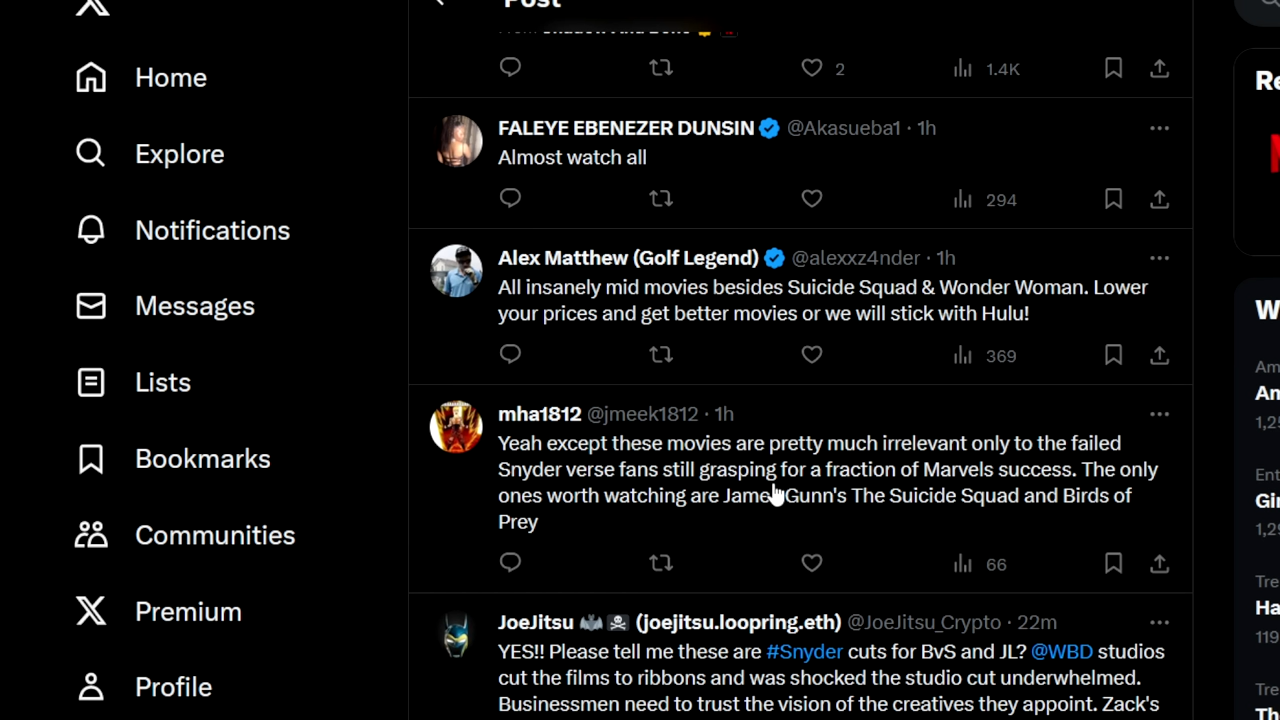 Post
Home
Explore
Notifications
Messages
Lists
Bookmarks
Communities
Premium
Profile
2 1.4K
FALEYE EBENEZER DUNSIN @Akasueba1 · 1h
Almost watch all
294
Alex Matthew (Golf Legend) @alexxz4nder · 1h
All insanely mid movies besides Suicide Squad & Wonder Woman. Lower
your prices and get better movies or we will stick with Hulu!
369
mha1812 @jmeek1812 · 1h
Yeah except these movies are pretty much irrelevant only to the failed
Snyder verse fans still grasping for a fraction of Marvels success. The only
ones worth watching are Jame Gunn's The Suicide Squad and Birds of
Prey
66
JoeJitsu 🦇☠ (joejitsu.loopring.eth) @JoeJitsu_Crypto · 22m
YES!! Please tell me these are #Snyder cuts for BvS and JL? @WBD studios
cut the films to ribbons and was shocked the studio cut underwhelmed.
Businessmen need to trust the vision of the creatives they appoint. Zack's